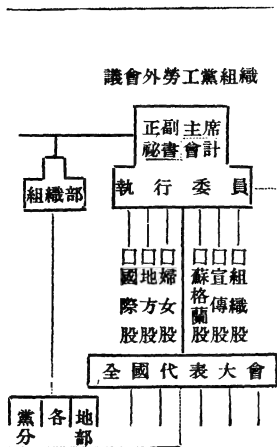 議會外勞工黨組織
正副主席
祕書會計
執行委員
組織部
國際股
地方股
婦女股
蘇格蘭股
宣傳股
組織股
全國代表大會
黨各地
分部